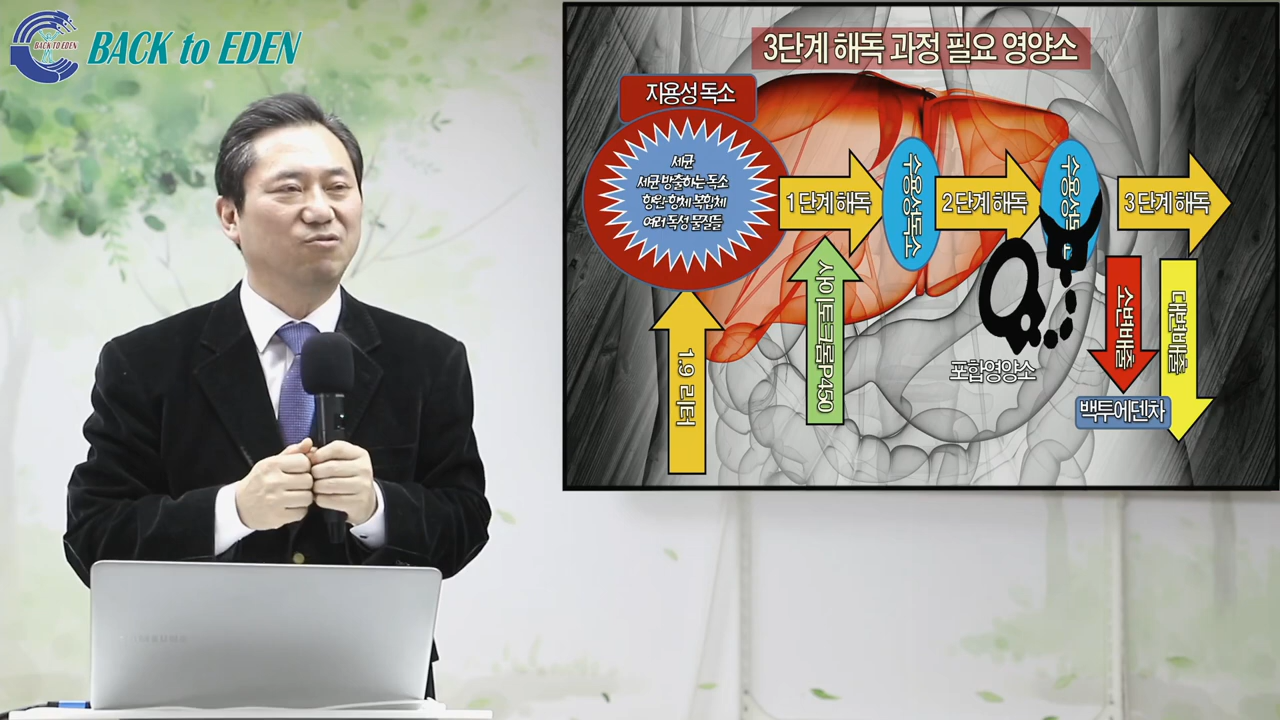 BACK TO EDEN
BACK to EDEN
3단계 해독 과정 필요 영양소
지용성 독소
세균
세균 방출하는 독소
항원-항체 복합체
여러 독성 물질들
1단계 해독
수용성독소
2단계 해독
3단계 해독
사이토크롬P450
1.9 리터
포합영양소
소변배출
대변배출
백투에덴차
SAMSUNG